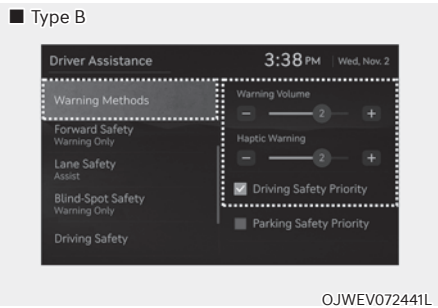 ■ Type B
Driver Assistance
3:38 PM
Wed, Nov. 2
Warning Methods
Forward Safety
Warning Only
Lane Safety
Assist
Blind-Spot Safety
Warning Only
Driving Safety
Warning Volume
− 2 +
Haptic Warning
− 2 +
Driving Safety Priority
Parking Safety Priority
OJWEV072441L